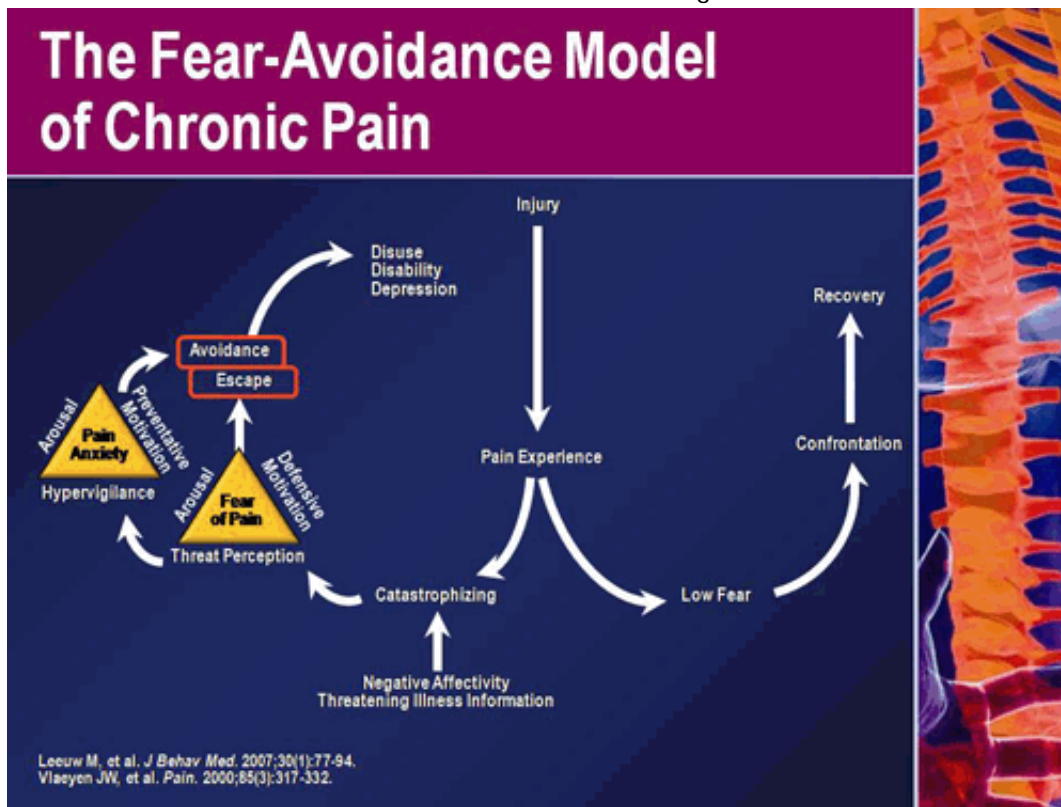 The Fear-Avoidance Model
of Chronic Pain
Injury
Disuse
Disability
Depression
Recovery
Avoidance
Escape
Arousal
Pain
Anxiety
Preventative
Motivation
Hypervigilance
Arousal
Fear
of Pain
Defensive
Motivation
Threat Perception
Pain Experience
Confrontation
Catastrophizing
Low Fear
Negative Affectivity
Threatening Illness Information
Leeuw M, et al. J Behav Med. 2007;30(1):77-94.
Vlaeyen JW, et al. Pain. 2000;85(3):317-332.